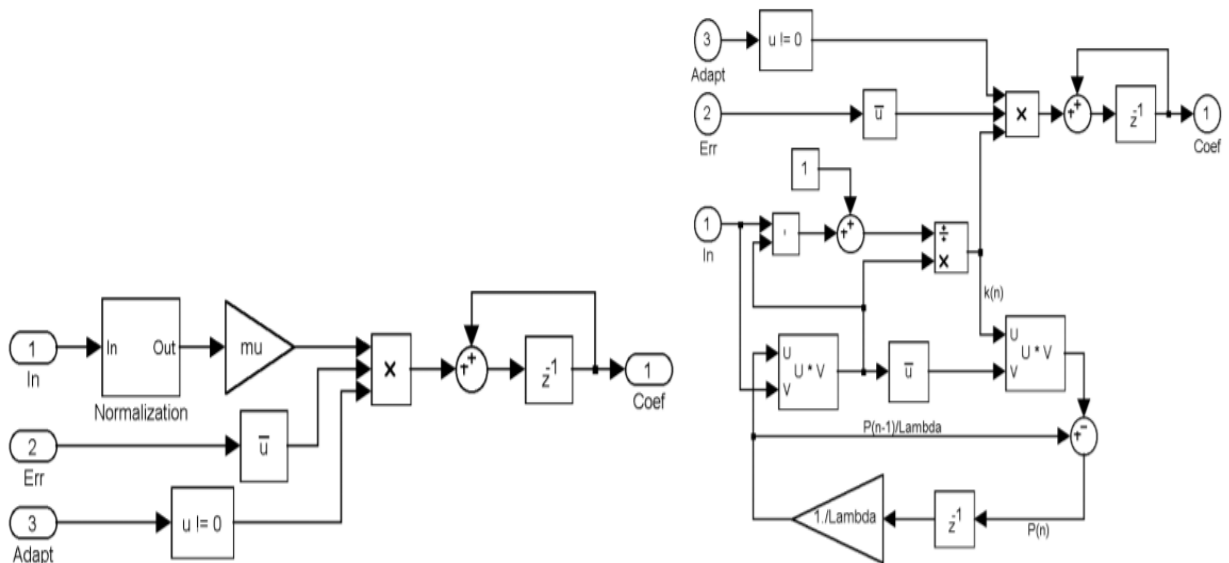 1
In
In Out
Normalization
mu
2
Err
u̅
3
Adapt
u != 0
×
+
+
z⁻¹
1
Coef
3
Adapt
u != 0
2
Err
u̅
×
+
+
z⁻¹
1
Coef
1
1
In
·
+
+
÷
×
k(n)
U
V
U * V
u̅
U
V
U * V
P(n-1)/Lambda
+
−
1./Lambda
z⁻¹
P(n)